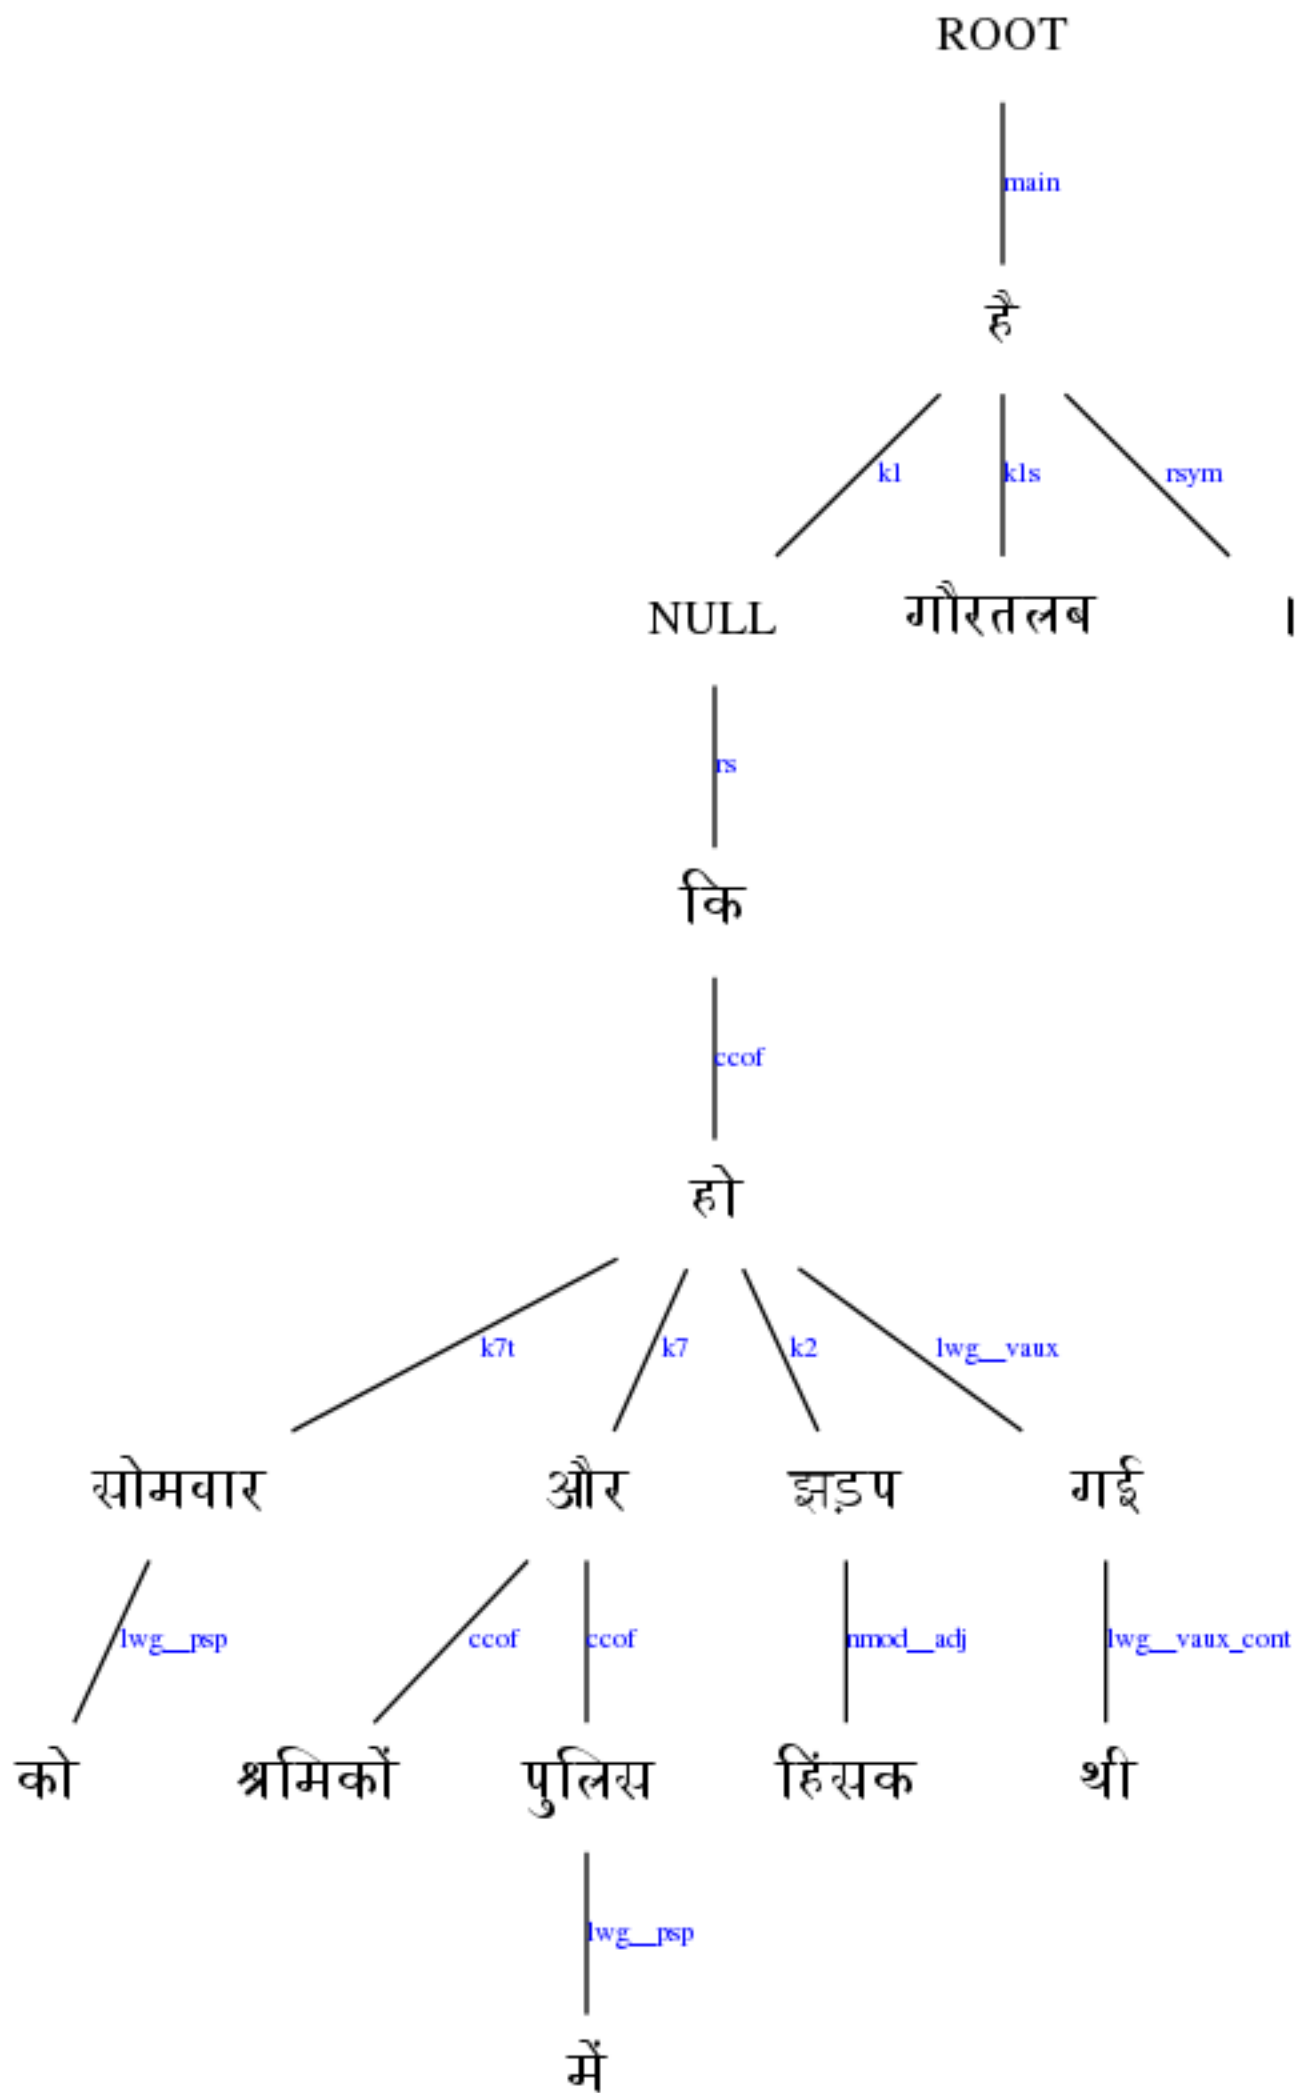 ROOT
main
है
k1 k1s rsym
NULL गौरतलब ।
rs
कि
ccof
हो
k7t k7 k2 lwg__vaux
सोमवार और झड़प गई
lwg__psp ccof ccof nmod__adj lwg__vaux_cont
को श्रमिकों पुलिस हिंसक थी
lwg__psp
में